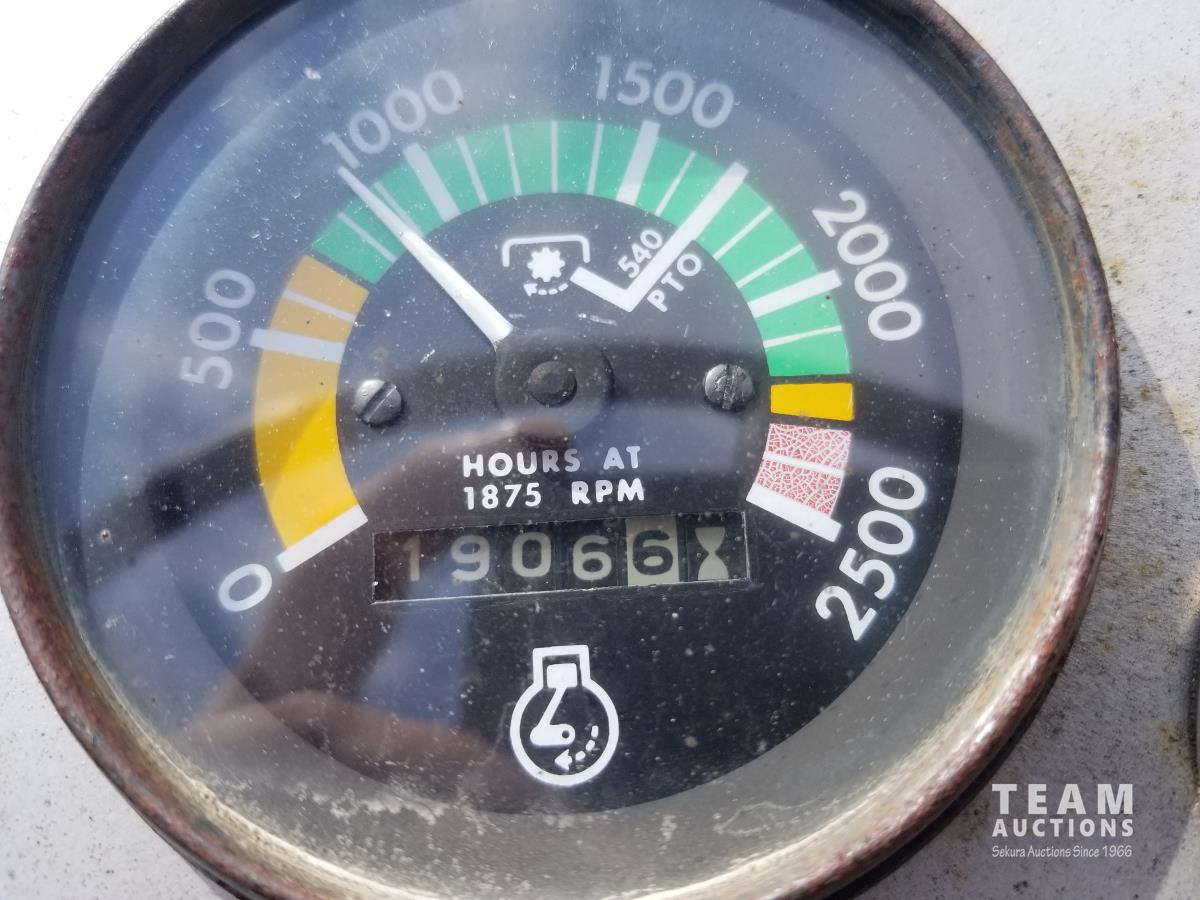 0
500
1000
1500
2000
2500
540
PTO
HOURS AT
1875 RPM
19066
TEAM
AUCTIONS
Sekura Auctions Since 1966